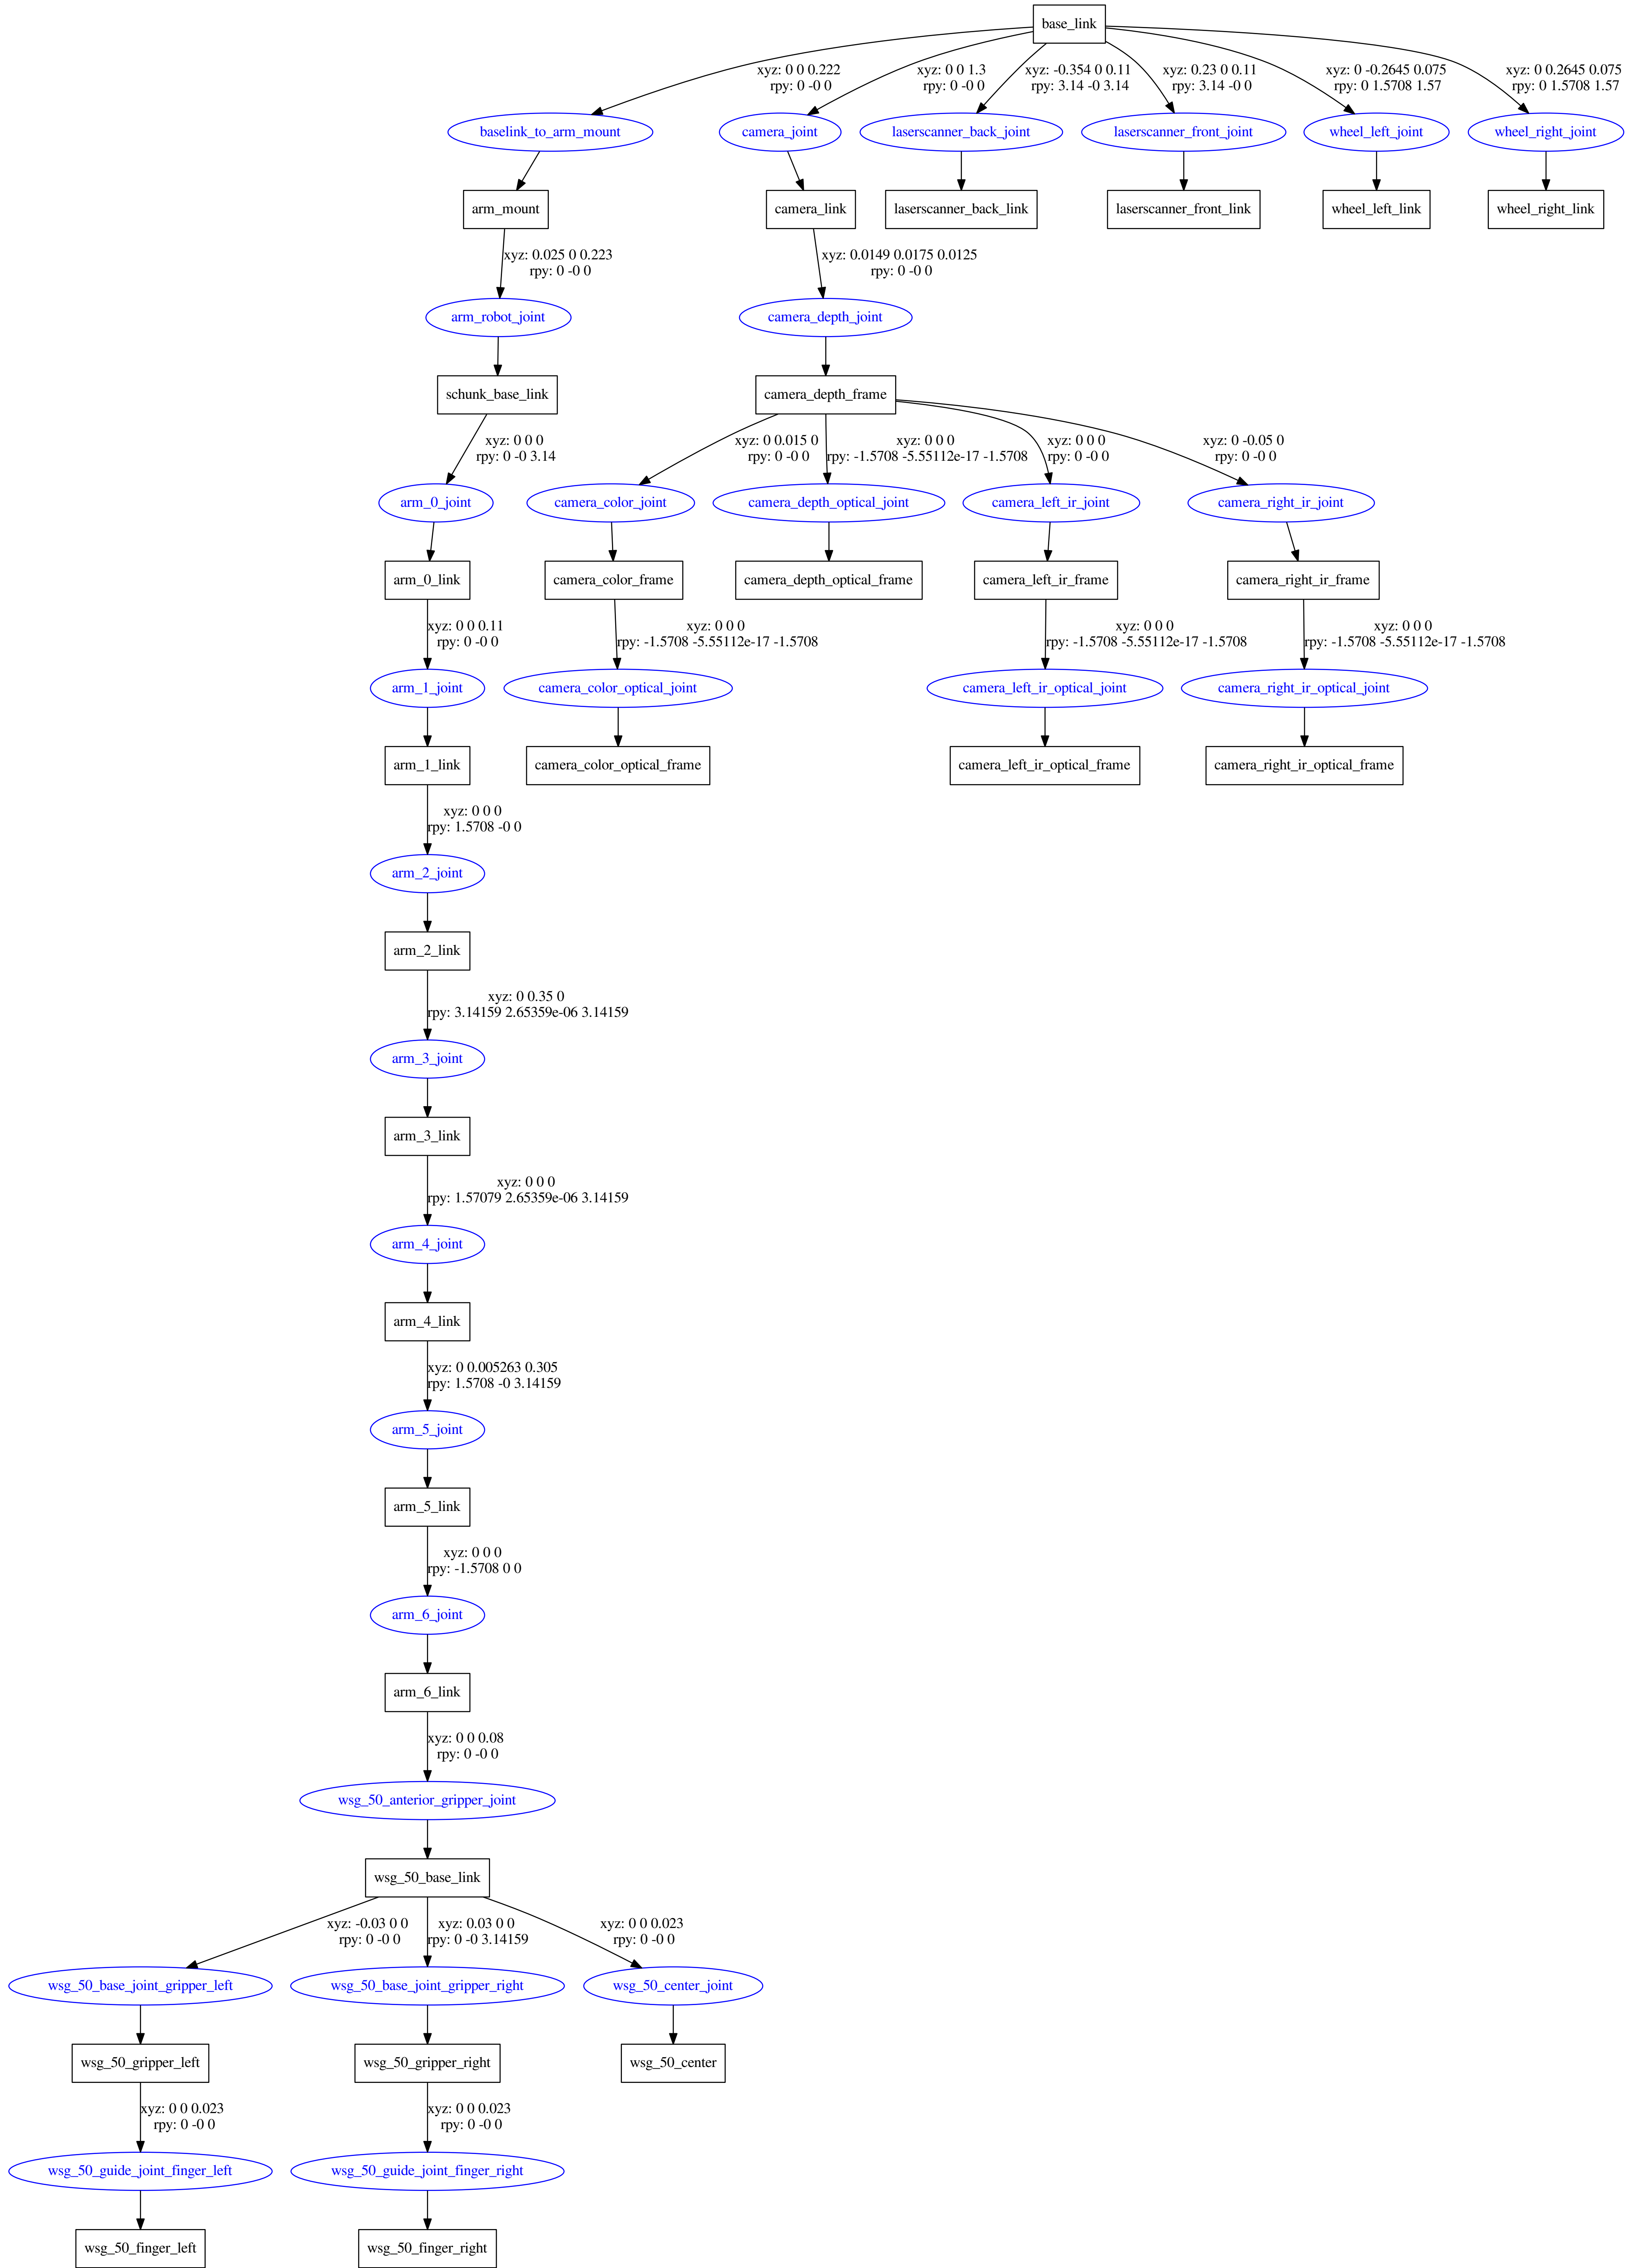 base_link
xyz: 0 0 0.222
rpy: 0 -0 0
xyz: 0 0 1.3
rpy: 0 -0 0
xyz: -0.354 0 0.11
rpy: 3.14 -0 3.14
xyz: 0.23 0 0.11
rpy: 3.14 -0 0
xyz: 0 -0.2645 0.075
rpy: 0 1.5708 1.57
xyz: 0 0.2645 0.075
rpy: 0 1.5708 1.57
baselink_to_arm_mount
camera_joint
laserscanner_back_joint
laserscanner_front_joint
wheel_left_joint
wheel_right_joint
arm_mount
camera_link
laserscanner_back_link
laserscanner_front_link
wheel_left_link
wheel_right_link
xyz: 0.025 0 0.223
rpy: 0 -0 0
xyz: 0.0149 0.0175 0.0125
rpy: 0 -0 0
arm_robot_joint
camera_depth_joint
schunk_base_link
camera_depth_frame
xyz: 0 0 0
rpy: 0 -0 3.14
xyz: 0 0.015 0
rpy: 0 -0 0
xyz: 0 0 0
rpy: -1.5708 -5.55112e-17 -1.5708
xyz: 0 0 0
rpy: 0 -0 0
xyz: 0 -0.05 0
rpy: 0 -0 0
arm_0_joint
camera_color_joint
camera_depth_optical_joint
camera_left_ir_joint
camera_right_ir_joint
arm_0_link
camera_color_frame
camera_depth_optical_frame
camera_left_ir_frame
camera_right_ir_frame
xyz: 0 0 0.11
rpy: 0 -0 0
xyz: 0 0 0
rpy: -1.5708 -5.55112e-17 -1.5708
xyz: 0 0 0
rpy: -1.5708 -5.55112e-17 -1.5708
xyz: 0 0 0
rpy: -1.5708 -5.55112e-17 -1.5708
arm_1_joint
camera_color_optical_joint
camera_left_ir_optical_joint
camera_right_ir_optical_joint
arm_1_link
camera_color_optical_frame
camera_left_ir_optical_frame
camera_right_ir_optical_frame
xyz: 0 0 0
rpy: 1.5708 -0 0
arm_2_joint
arm_2_link
xyz: 0 0.35 0
rpy: 3.14159 2.65359e-06 3.14159
arm_3_joint
arm_3_link
xyz: 0 0 0
rpy: 1.57079 2.65359e-06 3.14159
arm_4_joint
arm_4_link
xyz: 0 0.005263 0.305
rpy: 1.5708 -0 3.14159
arm_5_joint
arm_5_link
xyz: 0 0 0
rpy: -1.5708 0 0
arm_6_joint
arm_6_link
xyz: 0 0 0.08
rpy: 0 -0 0
wsg_50_anterior_gripper_joint
wsg_50_base_link
xyz: -0.03 0 0
rpy: 0 -0 0
xyz: 0.03 0 0
rpy: 0 -0 3.14159
xyz: 0 0 0.023
rpy: 0 -0 0
wsg_50_base_joint_gripper_left
wsg_50_base_joint_gripper_right
wsg_50_center_joint
wsg_50_gripper_left
wsg_50_gripper_right
wsg_50_center
xyz: 0 0 0.023
rpy: 0 -0 0
xyz: 0 0 0.023
rpy: 0 -0 0
wsg_50_guide_joint_finger_left
wsg_50_guide_joint_finger_right
wsg_50_finger_left
wsg_50_finger_right